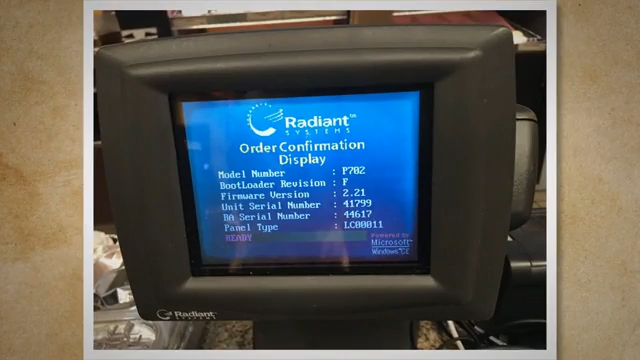 Radiant
SYSTEMS
Order Confirmation
Display
Model Number : P702
BootLoader Revision : F
Firmware Version : 2.21
Unit Serial Number : 41799
BA Serial Number : 44617
Panel Type : LC00011
READY
Powered by
Microsoft
Windows CE
Radiant
SYSTEMS